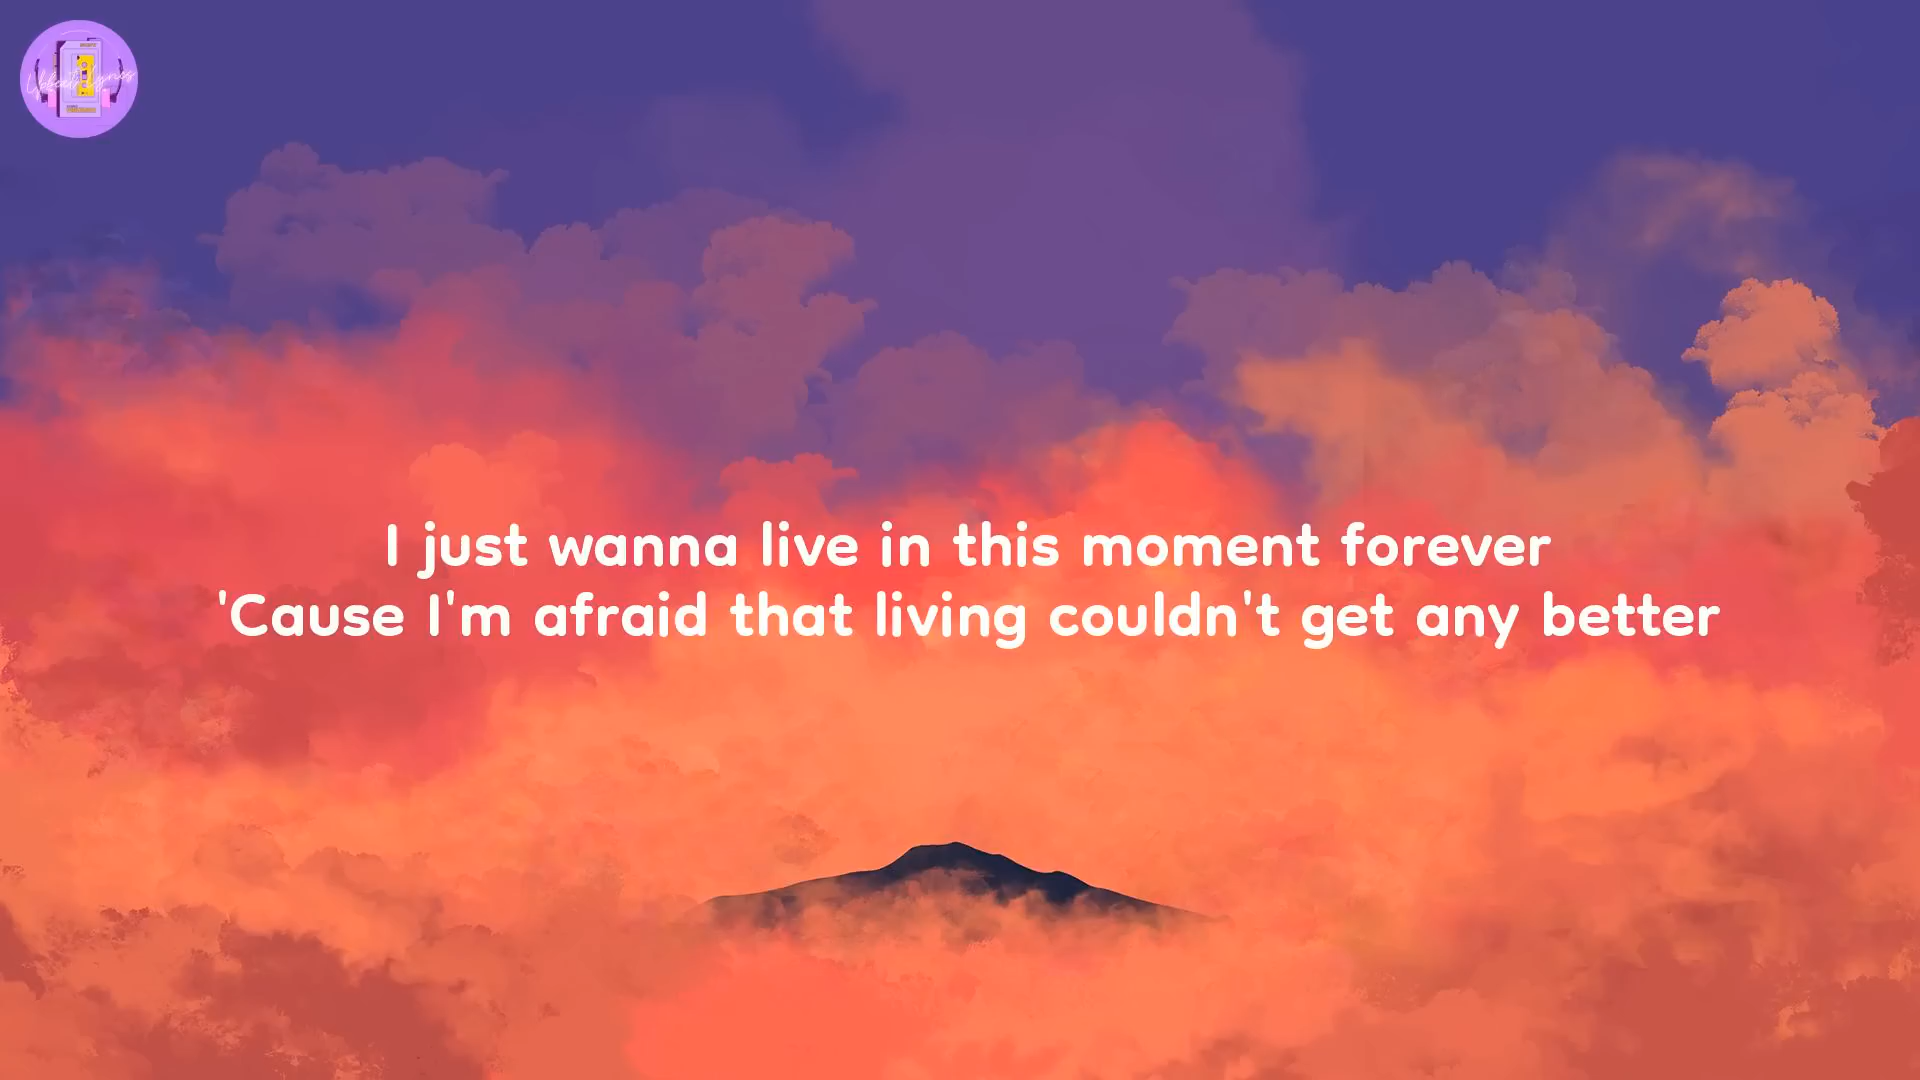 I just wanna live in this moment forever
'Cause I'm afraid that living couldn't get any better